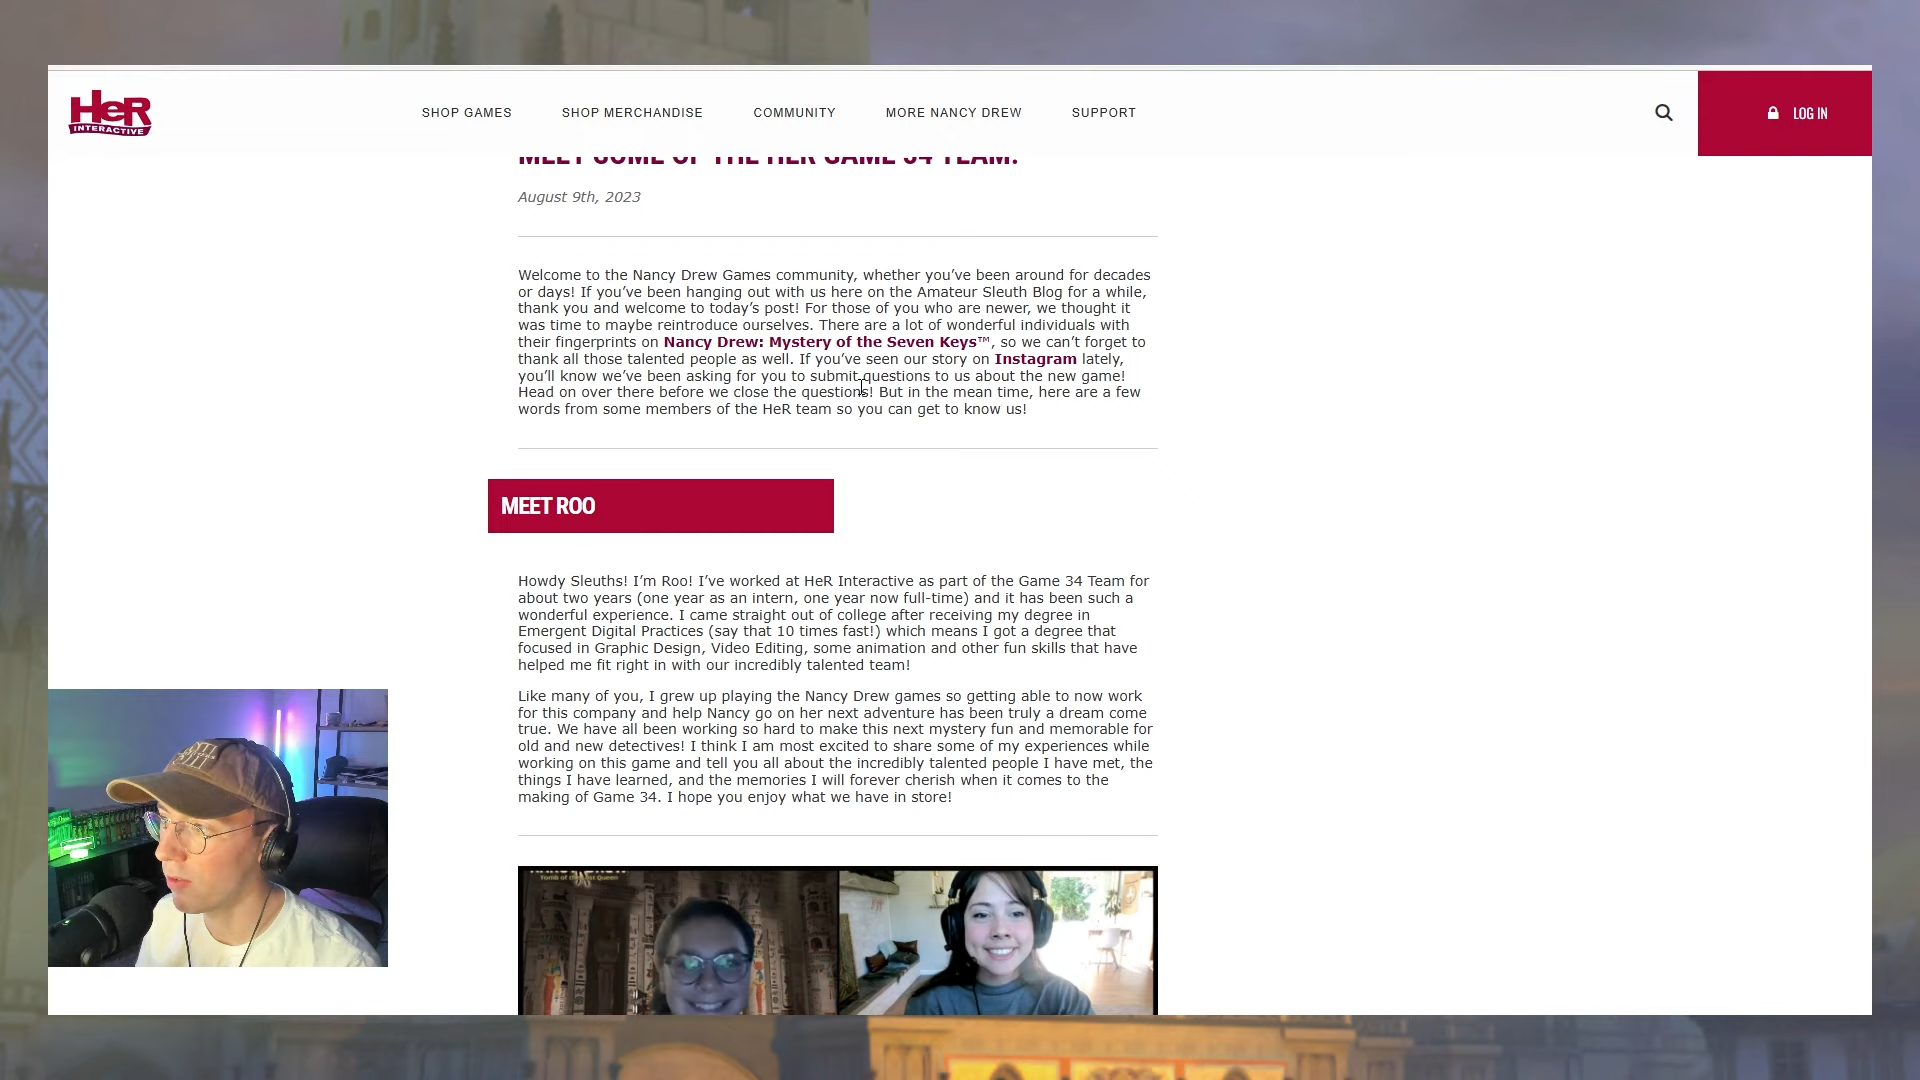 HeR
INTERACTIVE
SHOP GAMES
SHOP MERCHANDISE
COMMUNITY
MORE NANCY DREW
SUPPORT
LOG IN
MEET SOME OF THE HER GAME 34 TEAM!
August 9th, 2023
Welcome to the Nancy Drew Games community, whether you’ve been around for decades
or days! If you’ve been hanging out with us here on the Amateur Sleuth Blog for a while,
thank you and welcome to today’s post! For those of you who are newer, we thought it
was time to maybe reintroduce ourselves. There are a lot of wonderful individuals with
their fingerprints on Nancy Drew: Mystery of the Seven Keys™, so we can’t forget to
thank all those talented people as well. If you’ve seen our story on Instagram lately,
you’ll know we’ve been asking for you to submit questions to us about the new game!
Head on over there before we close the questions! But in the mean time, here are a few
words from some members of the HeR team so you can get to know us!
MEET ROO
Howdy Sleuths! I’m Roo! I’ve worked at HeR Interactive as part of the Game 34 Team for
about two years (one year as an intern, one year now full-time) and it has been such a
wonderful experience. I came straight out of college after receiving my degree in
Emergent Digital Practices (say that 10 times fast!) which means I got a degree that
focused in Graphic Design, Video Editing, some animation and other fun skills that have
helped me fit right in with our incredibly talented team!
Like many of you, I grew up playing the Nancy Drew games so getting able to now work
for this company and help Nancy go on her next adventure has been truly a dream come
true. We have all been working so hard to make this next mystery fun and memorable for
old and new detectives! I think I am most excited to share some of my experiences while
working on this game and tell you all about the incredibly talented people I have met, the
things I have learned, and the memories I will forever cherish when it comes to the
making of Game 34. I hope you enjoy what we have in store!
Tomb of the Lost Queen